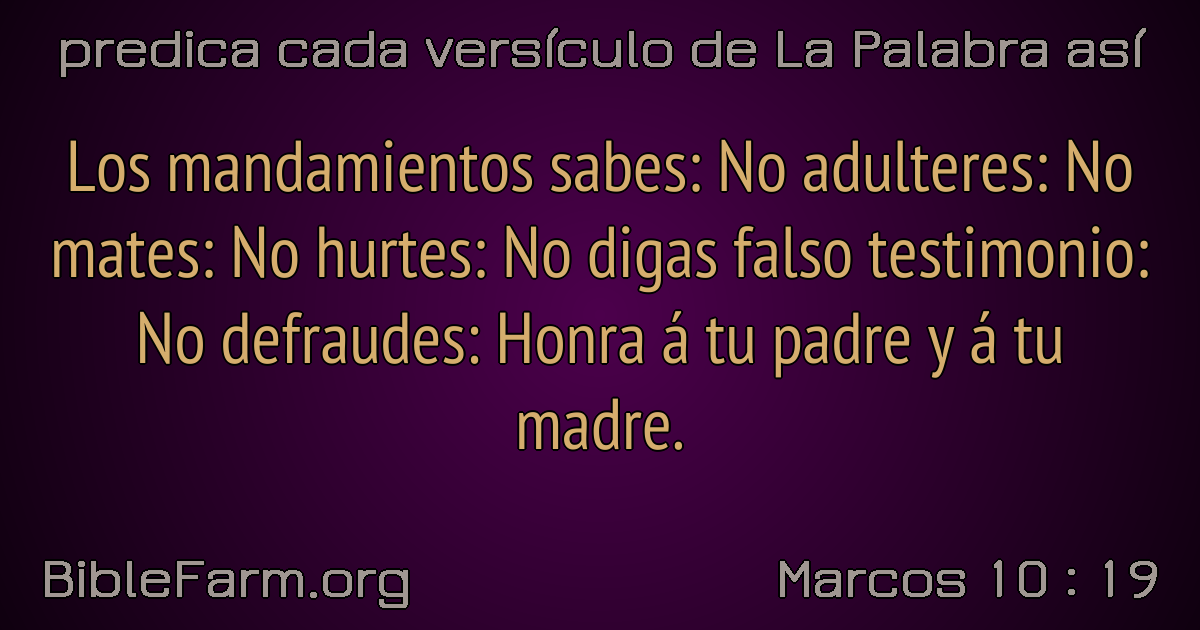 predica cada versículo de La Palabra así
Los mandamientos sabes: No adulteres: No
mates: No hurtes: No digas falso testimonio:
No defraudes: Honra á tu padre y á tu
madre.
BibleFarm.org
Marcos 10 : 19